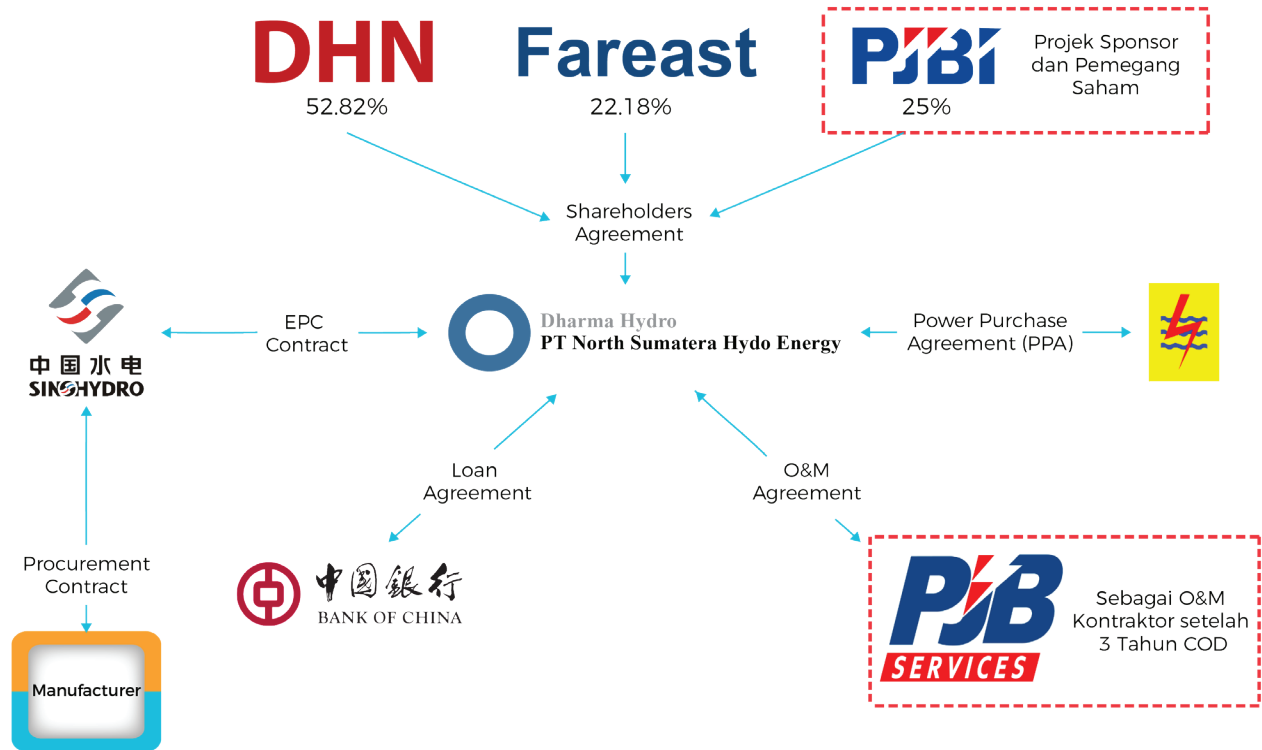 DHN
Fareast
PJBI
52.82%
22.18%
25%
Projek Sponsor
dan Pemegang
Saham
Shareholders
Agreement
中国水电
SINOHYDRO
EPC
Contract
Dharma Hydro
PT North Sumatera Hydo Energy
Power Purchase
Agreement (PPA)
Loan
Agreement
O&M
Agreement
Procurement
Contract
Manufacturer
中國銀行
BANK OF CHINA
PJB
SERVICES
Sebagai O&M
Kontraktor setelah
3 Tahun COD